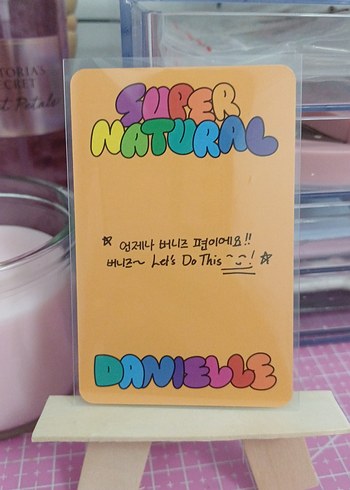 SUPER
NATURAL
☆ 언제나 버니즈 편이에요!!
버니즈~ Let's Do This ^ᴗ^! ☆
DANIELLE